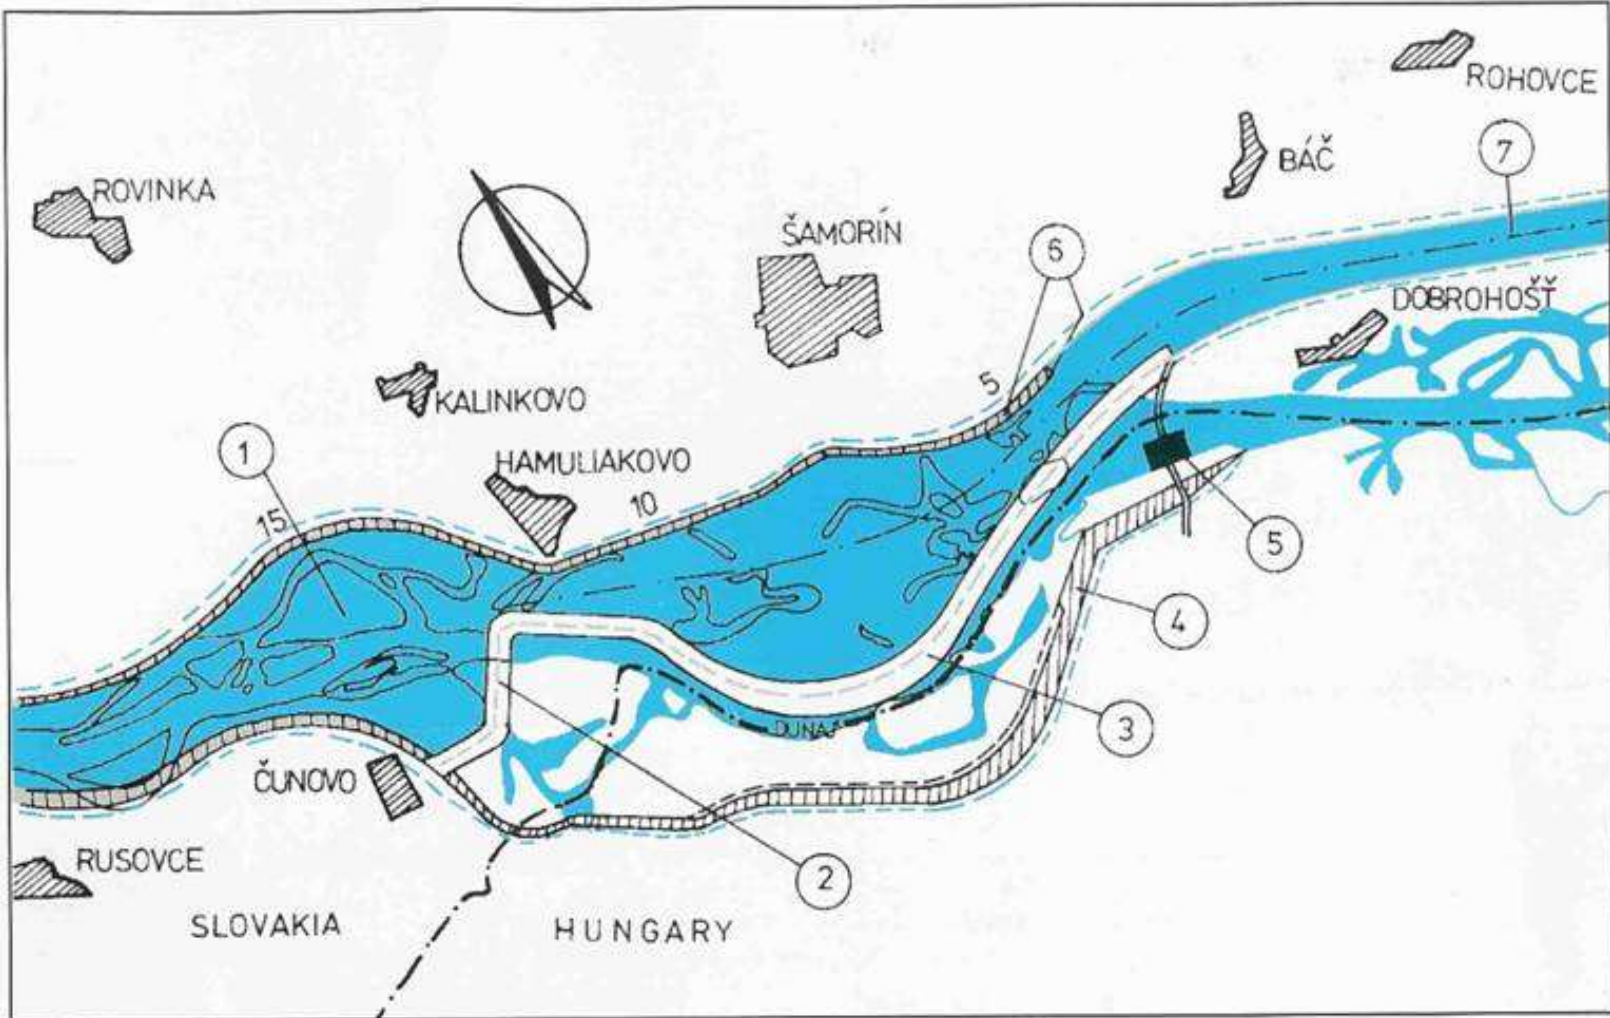 ROHOVCE
BÁČ
7
ROVINKA
ŠAMORÍN
6
DOBROHOŠŤ
5
KALINKOVO
1
HAMULIAKOVO
10
15
5
4
3
DUNAJ
ČUNOVO
2
RUSOVCE
SLOVAKIA
HUNGARY